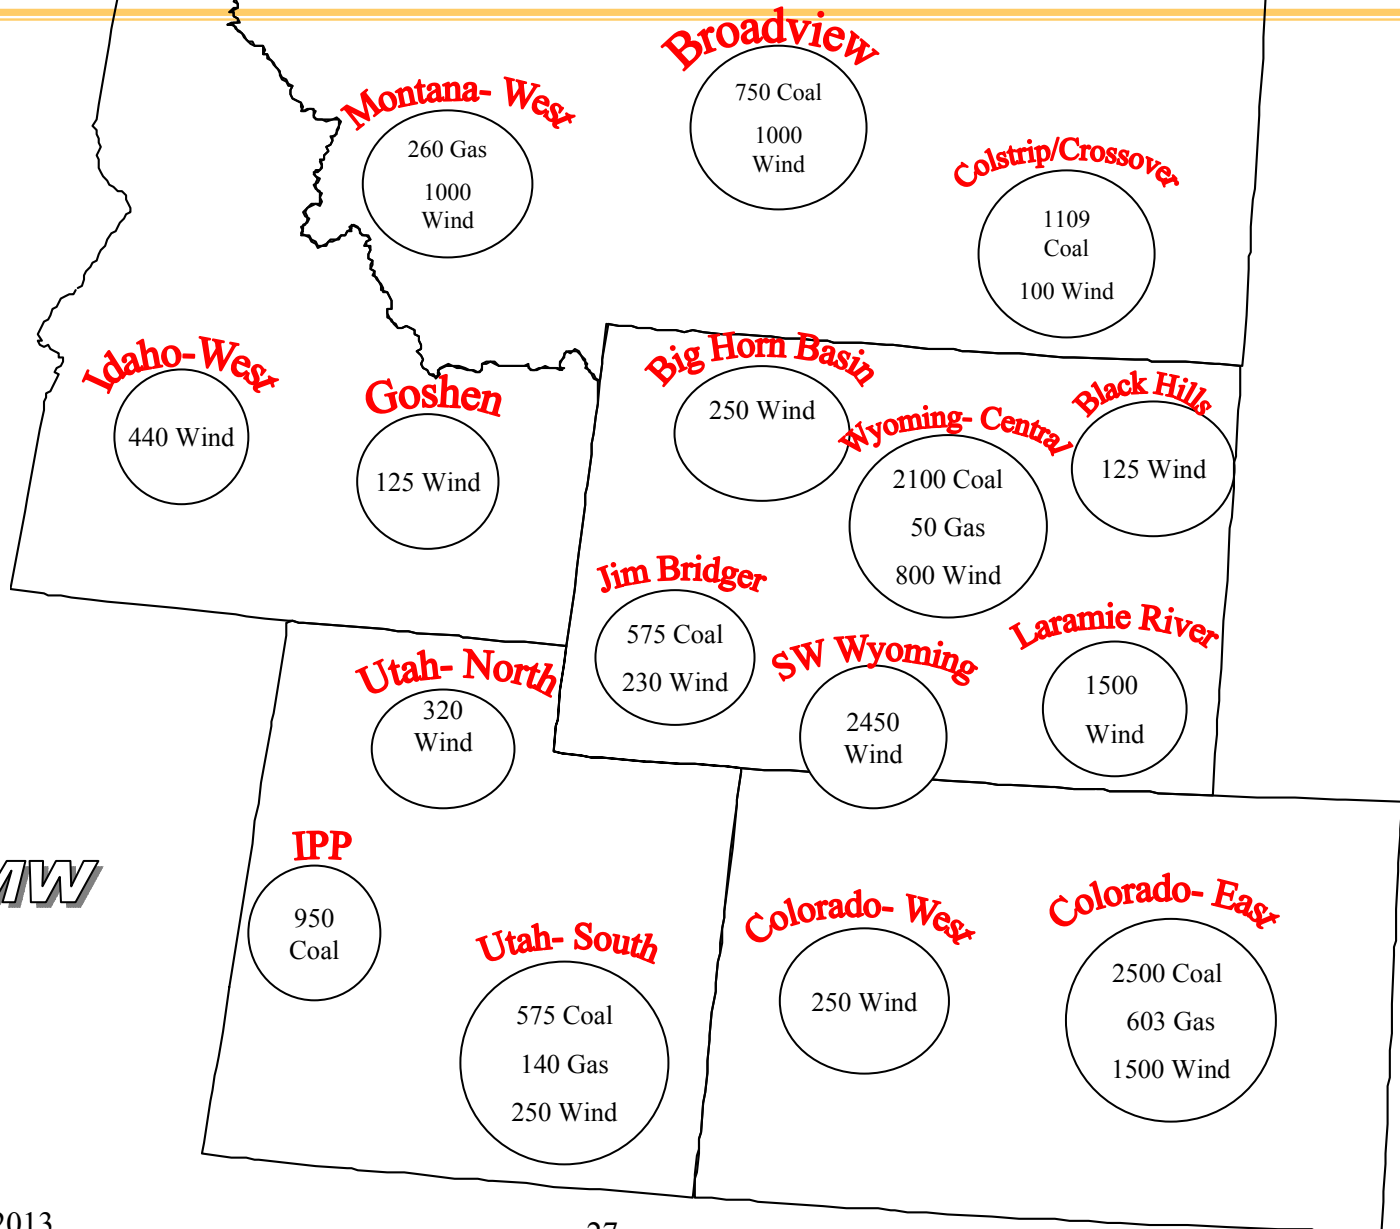 Broadview
750 Coal
1000
Wind
Montana- West
260 Gas
1000
Wind
Colstrip/Crossover
1109
Coal
100 Wind
Idaho-West
440 Wind
Goshen
125 Wind
Big Horn Basin
250 Wind
Wyoming- Central
2100 Coal
50 Gas
800 Wind
Black Hills
125 Wind
Jim Bridger
575 Coal
230 Wind
SW Wyoming
2450
Wind
Laramie River
1500
Wind
Utah- North
320
Wind
IPP
950
Coal
MW
Utah- South
575 Coal
140 Gas
250 Wind
Colorado- West
250 Wind
Colorado- East
2500 Coal
603 Gas
1500 Wind
2013
27